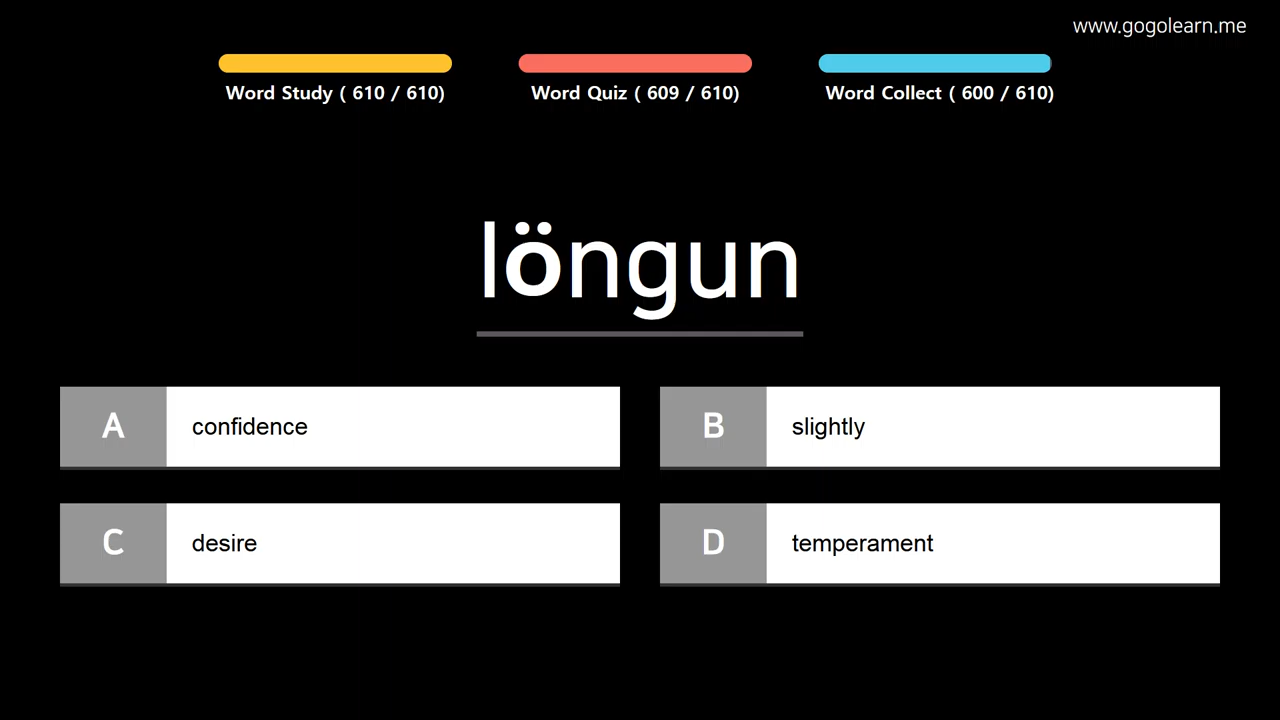 www.gogolearn.me
Word Study ( 610 / 610)
Word Quiz ( 609 / 610)
Word Collect ( 600 / 610)
löngun
A confidence
B slightly
C desire
D temperament